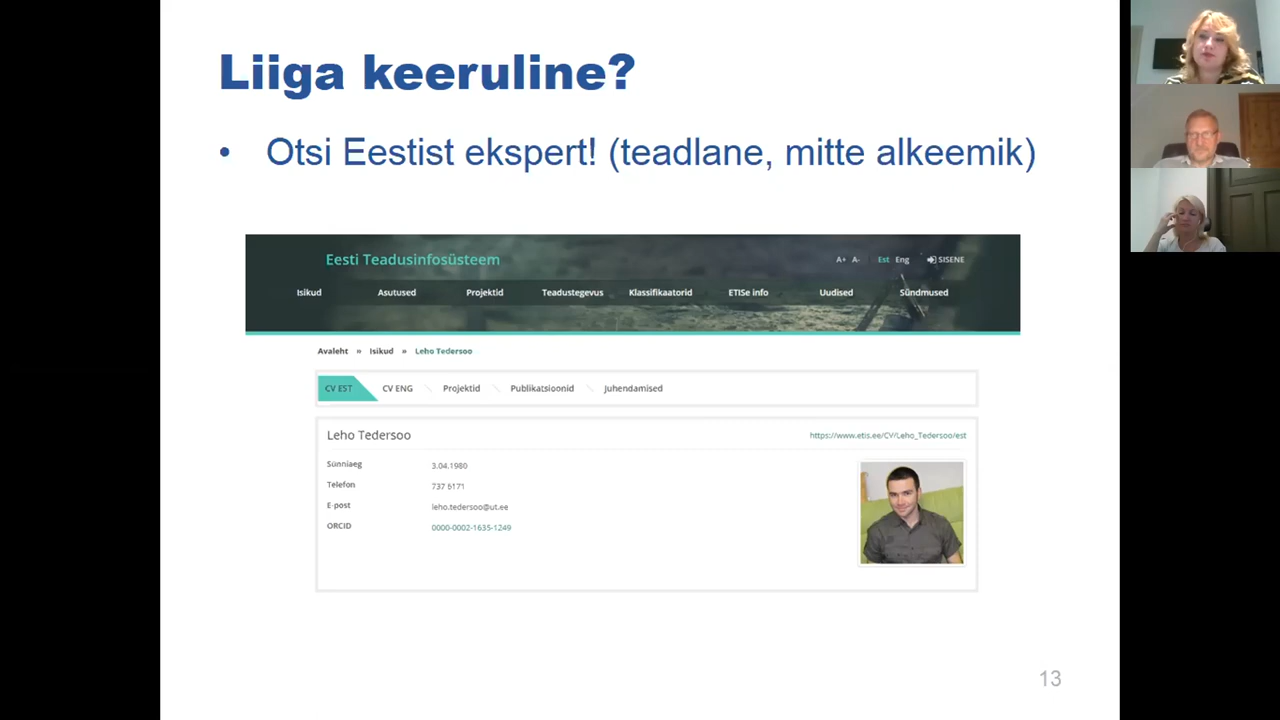 Liiga keeruline?
• Otsi Eestist ekspert! (teadlane, mitte alkeemik)
Eesti Teadusinfosüsteem
A+ A- Est Eng SISENE
Isikud Asutused Projektid Teadustegevus Klassifikaatorid ETISe info Uudised Sündmused
Avaleht » Isikud » Leho Tedersoo
CV EST CV ENG Projektid Publikatsioonid Juhendamised
Leho Tedersoo https://www.etis.ee/CV/Leho_Tedersoo/est
Sünniaeg 3.04.1980
Telefon 737 6171
E-post leho.tedersoo@ut.ee
ORCID 0000-0002-1635-1249
13